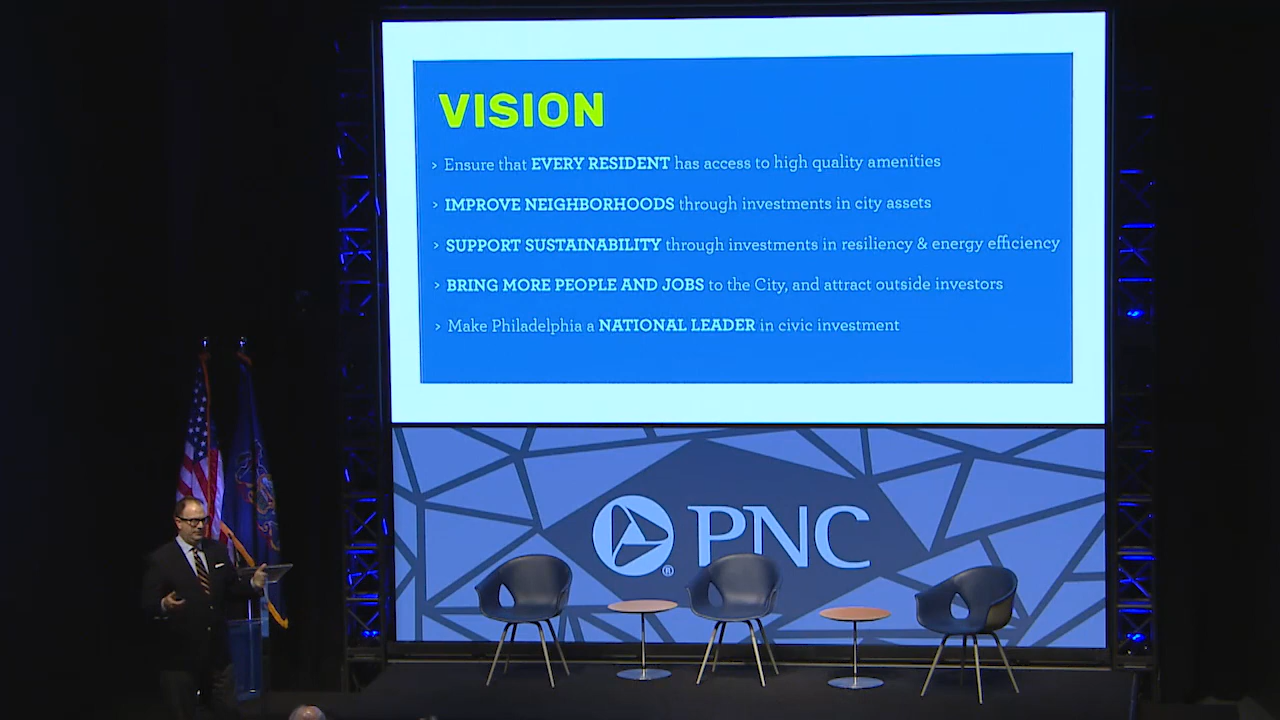 VISION
> Ensure that EVERY RESIDENT has access to high quality amenities
> IMPROVE NEIGHBORHOODS through investments in city assets
> SUPPORT SUSTAINABILITY through investments in resiliency & energy efficiency
> BRING MORE PEOPLE AND JOBS to the City, and attract outside investors
> Make Philadelphia a NATIONAL LEADER in civic investment
® PNC